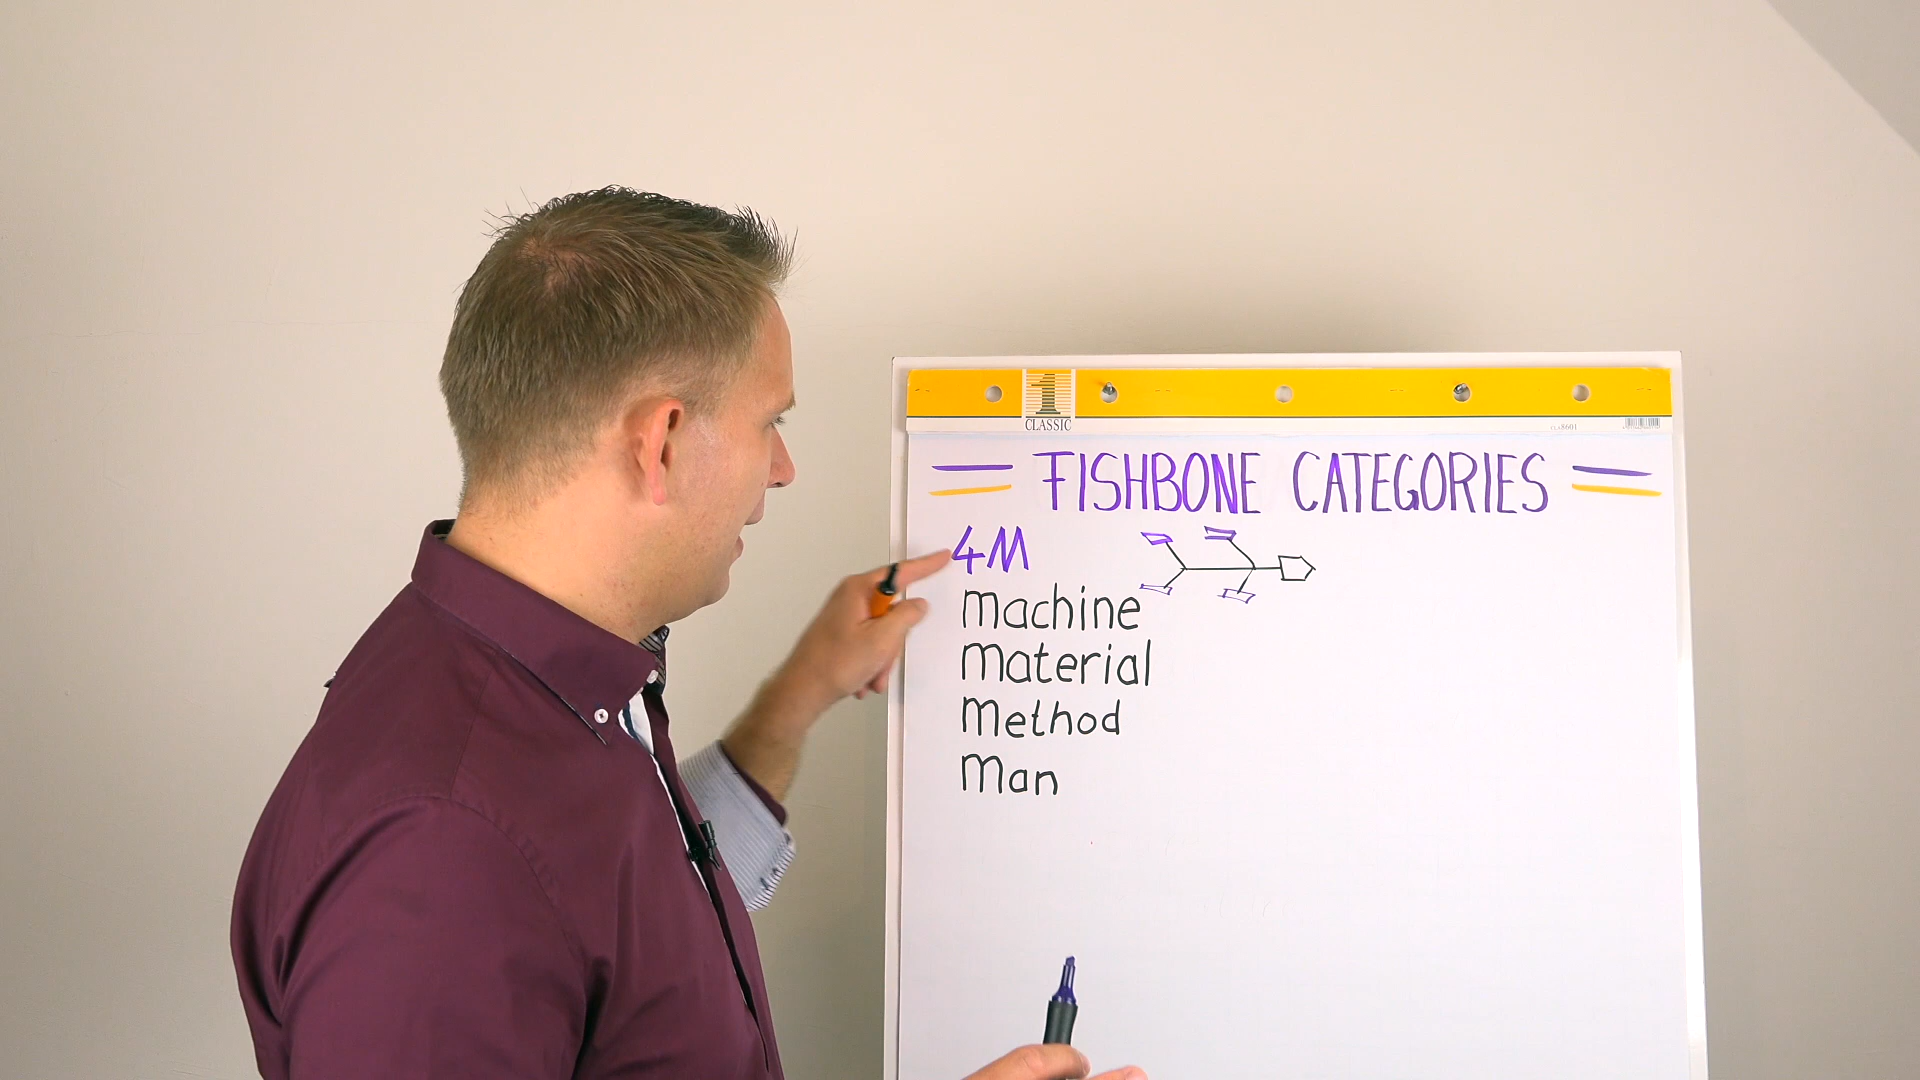 CLASSIC
FISHBONE CATEGORIES
4M
Machine
Material
Method
Man